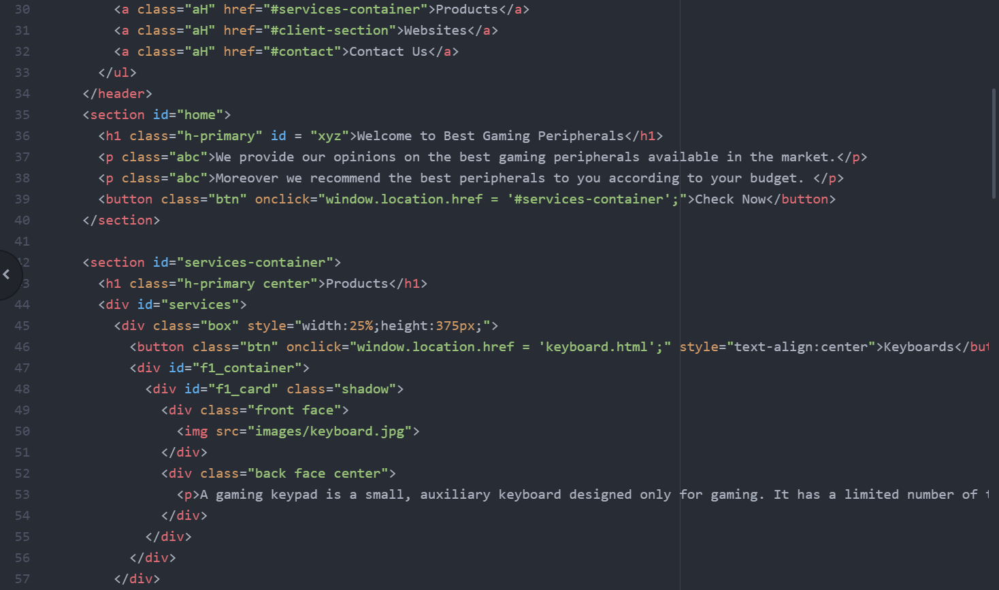 30 <a class="aH" href="#services-container">Products</a>
31 <a class="aH" href="#client-section">Websites</a>
32 <a class="aH" href="#contact">Contact Us</a>
33 </ul>
34 </header>
35 <section id="home">
36 <h1 class="h-primary" id = "xyz">Welcome to Best Gaming Peripherals</h1>
37 <p class="abc">We provide our opinions on the best gaming peripherals available in the market.</p>
38 <p class="abc">Moreover we recommend the best peripherals to you according to your budget. </p>
39 <button class="btn" onclick="window.location.href = '#services-container';">Check Now</button>
40 </section>
41
2 <section id="services-container">
3 <h1 class="h-primary center">Products</h1>
44 <div id="services">
45 <div class="box" style="width:25%;height:375px;">
46 <button class="btn" onclick="window.location.href = 'keyboard.html';" style="text-align:center">Keyboards</but
47 <div id="f1_container">
48 <div id="f1_card" class="shadow">
49 <div class="front face">
50 <img src="images/keyboard.jpg">
51 </div>
52 <div class="back face center">
53 <p>A gaming keypad is a small, auxiliary keyboard designed only for gaming. It has a limited number of
54 </div>
55 </div>
56 </div>
57 </div>